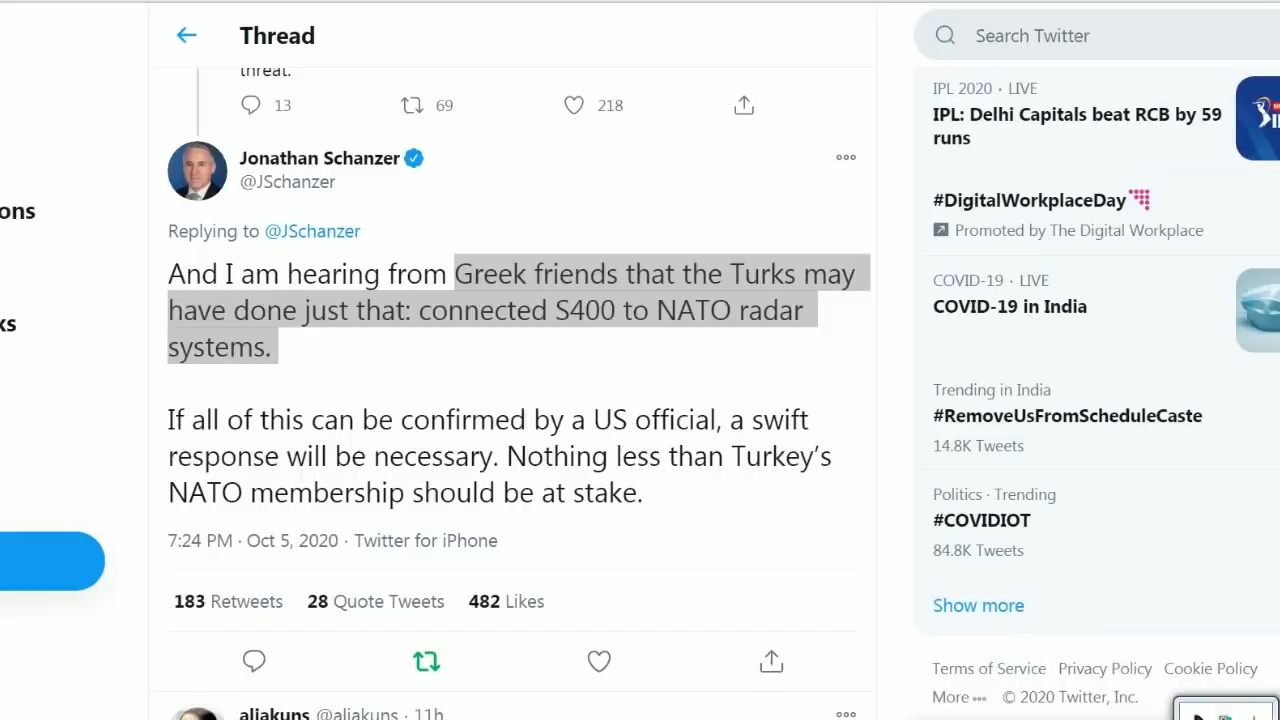 Thread
Search Twitter
threat.
13 69 218
Jonathan Schanzer
@JSchanzer
Replying to @JSchanzer
And I am hearing from Greek friends that the Turks may
have done just that: connected S400 to NATO radar
systems.
If all of this can be confirmed by a US official, a swift
response will be necessary. Nothing less than Turkey’s
NATO membership should be at stake.
7:24 PM · Oct 5, 2020 · Twitter for iPhone
183 Retweets 28 Quote Tweets 482 Likes
aliakuns @aliakuns · 11h
ons
ks
IPL 2020 · LIVE
IPL: Delhi Capitals beat RCB by 59
runs
#DigitalWorkplaceDay
Promoted by The Digital Workplace
COVID-19 · LIVE
COVID-19 in India
Trending in India
#RemoveUsFromScheduleCaste
14.8K Tweets
Politics · Trending
#COVIDIOT
84.8K Tweets
Show more
Terms of Service Privacy Policy Cookie Policy
More © 2020 Twitter, Inc.